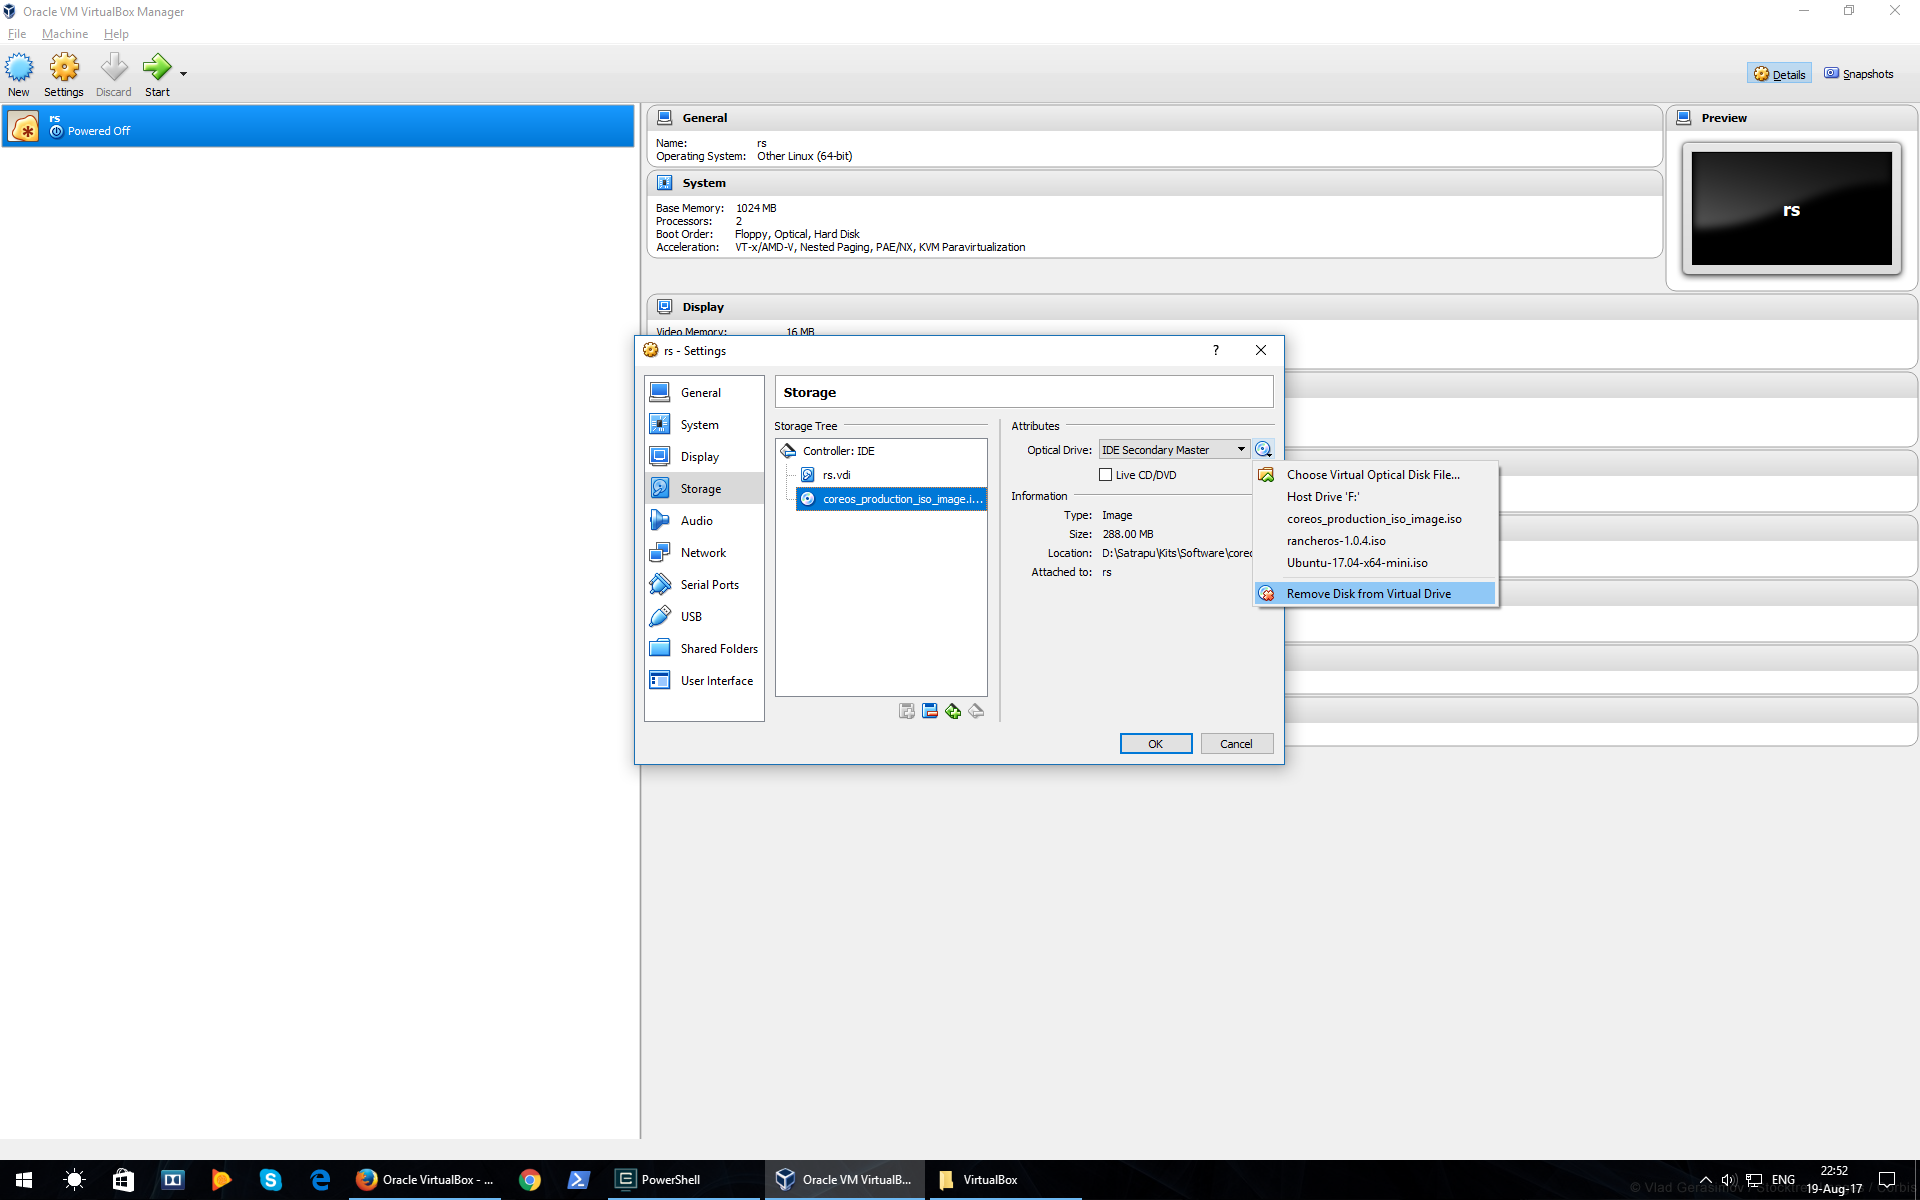 Oracle VM VirtualBox Manager
File Machine Help
New Settings Discard Start
Details Snapshots
rs
Powered Off
General
Name: rs
Operating System: Other Linux (64-bit)
System
Base Memory: 1024 MB
Processors: 2
Boot Order: Floppy, Optical, Hard Disk
Acceleration: VT-x/AMD-V, Nested Paging, PAE/NX, KVM Paravirtualization
Preview
rs
Display
Video Memory: 16 MB
rs - Settings
?
General
System
Display
Storage
Audio
Network
Serial Ports
USB
Shared Folders
User Interface
Storage
Storage Tree
Controller: IDE
rs.vdi
coreos_production_iso_image.i...
Attributes
Optical Drive: IDE Secondary Master
Live CD/DVD
Information
Type: Image
Size: 288.00 MB
Location: D:\Satrapu\Kits\Software\coreo
Attached to: rs
Choose Virtual Optical Disk File...
Host Drive 'F:'
coreos_production_iso_image.iso
rancheros-1.0.4.iso
Ubuntu-17.04-x64-mini.iso
Remove Disk from Virtual Drive
OK Cancel
Oracle VirtualBox - ...
PowerShell
Oracle VM VirtualB...
VirtualBox
ENG
22:52
19-Aug-17